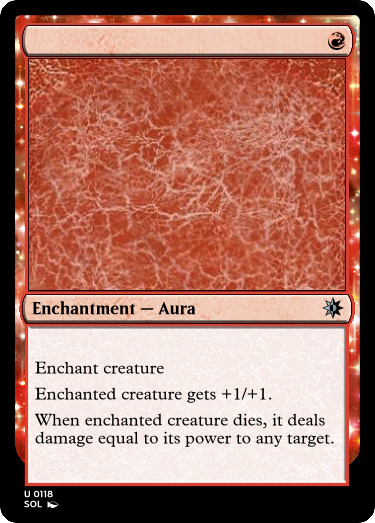 Enchantment — Aura
Enchant creature
Enchanted creature gets +1/+1.
When enchanted creature dies, it deals
damage equal to its power to any target.
U 0118
SOL